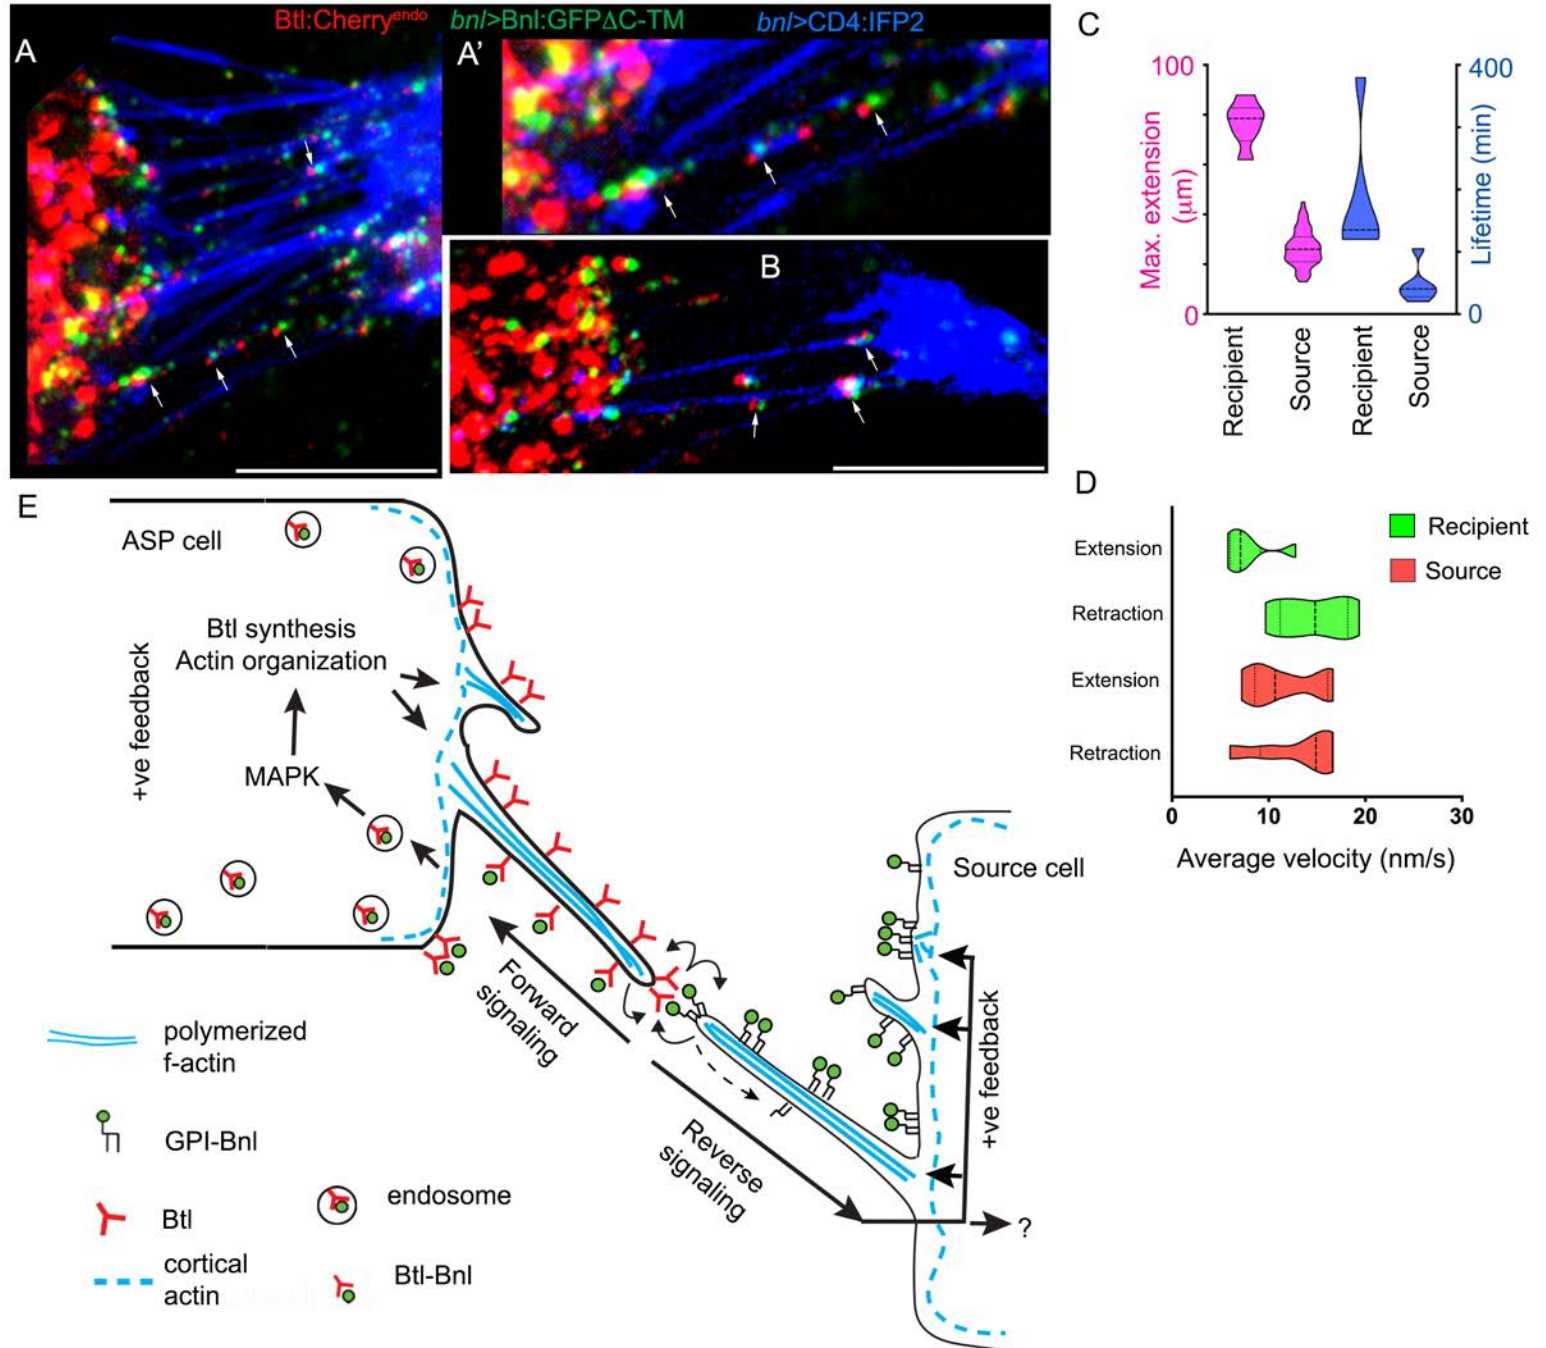 Btl:Cherryendo
bnl>Bnl:GFPΔC-TM
bnl>CD4:IFP2
A
A'
B
C
100
0
Max. extension
(μm)
400
0
Lifetime (min)
Recipient
Source
Recipient
Source
D
Extension
Retraction
Extension
Retraction
Recipient
Source
0
10
20
30
Average velocity (nm/s)
E
ASP cell
Btl synthesis
Actin organization
+ve feedback
MAPK
Source cell
Forward
signaling
Reverse
signaling
+ve feedback
?
polymerized
f-actin
GPI-Bnl
Btl
endosome
cortical
actin
Btl-Bnl